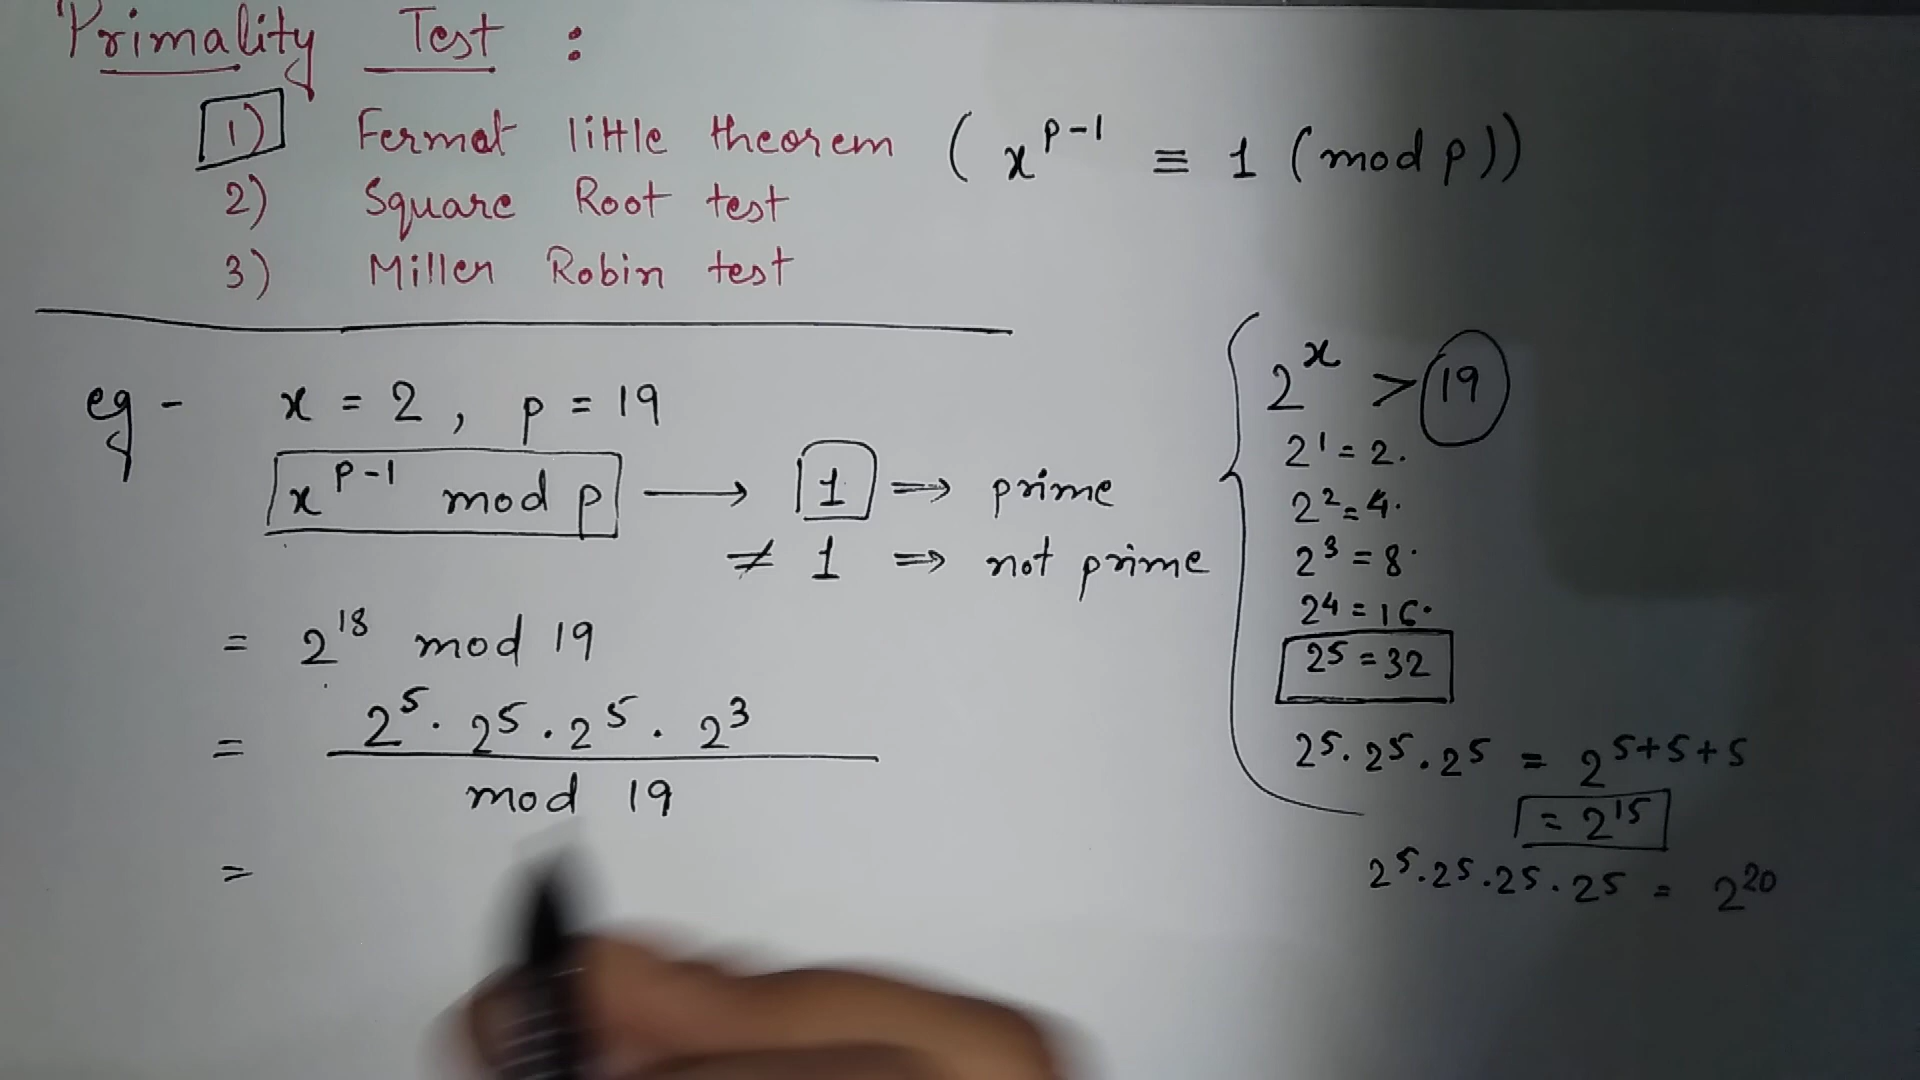 Primality Test :
1) Fermat little theorem ( x^{p-1} ≡ 1 (mod p))
2) Square Root test
3) Miller Robin test
eg - x = 2 , p = 19
x^{p-1} mod p → 1 ⇒ prime
≠ 1 ⇒ not prime
= 2^{18} mod 19
= 2^5 . 2^5 . 2^5 . 2^3
mod 19
=
2^x > 19
2^1 = 2.
2^2 = 4.
2^3 = 8.
2^4 = 16.
2^5 = 32
2^5 . 2^5 . 2^5 = 2^{5+5+5}
= 2^{15}
2^5 . 2^5 . 2^5 . 2^5 = 2^{20}